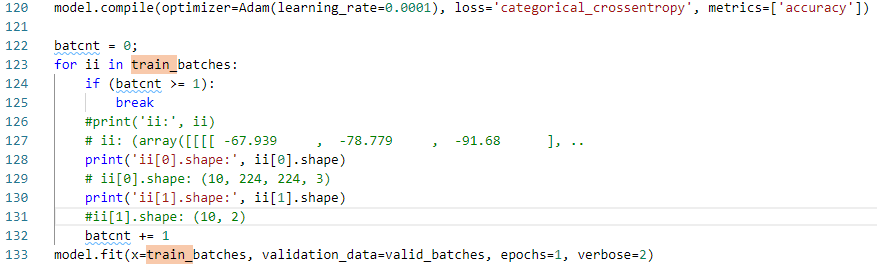 120 model.compile(optimizer=Adam(learning_rate=0.0001), loss='categorical_crossentropy', metrics=['accuracy'])
121
122 batcnt = 0;
123 for ii in train_batches:
124     if (batcnt >= 1):
125         break
126     #print('ii:', ii)
127     # ii: (array([[[[ -67.939     ,  -78.779     ,  -91.68      ], ..
128     print('ii[0].shape:', ii[0].shape)
129     # ii[0].shape: (10, 224, 224, 3)
130     print('ii[1].shape:', ii[1].shape)
131     #ii[1].shape: (10, 2)
132     batcnt += 1
133 model.fit(x=train_batches, validation_data=valid_batches, epochs=1, verbose=2)